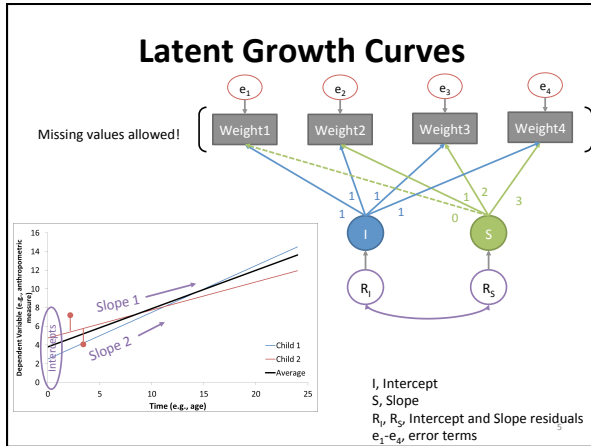 Latent Growth Curves
e1 e2 e3 e4
Missing values allowed!
Weight1 Weight2 Weight3 Weight4
1 1 1 1 0 1 2 3
I S
RI RS
Dependent Variable (e.g., anthropometric
measure)
16
14
12
10
8
6
4
2
0
Intercepts
Slope 1
Slope 2
Child 1
Child 2
Average
0 5 10 15 20 25
Time (e.g., age)
I, Intercept
S, Slope
RI, RS, Intercept and Slope residuals
e1-e4, error terms
5